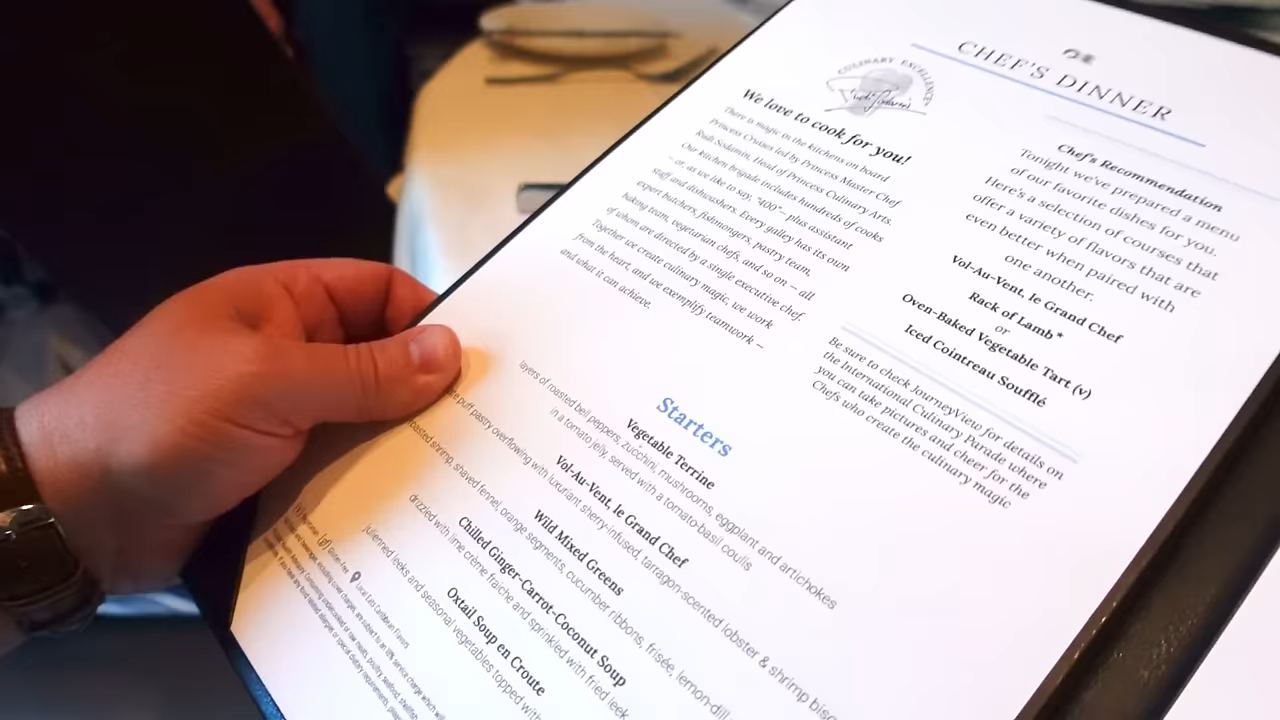 CHEF'S DINNER
CULINARY EXCELLENCE
We love to cook for you!
There is magic in the kitchens on board
Princess Cruises led by Princess Master Chef
Rudi Sodamin, Head of Princess Culinary Arts.
Our kitchen brigade includes hundreds of cooks
– or, as we like to say, "400" – plus assistant
staff and dishwashers. Every galley has its own
expert butchers, fishmongers, pastry team,
baking team, vegetarian chefs, and so on – all
of whom are directed by a single executive chef.
Together we create culinary magic, we work
from the heart, and we exemplify teamwork –
and what it can achieve.
Chef's Recommendation
Tonight we've prepared a menu
of our favorite dishes for you.
Here's a selection of courses that
offer a variety of flavors that are
even better when paired with
one another.
Vol-Au-Vent, le Grand Chef
Rack of Lamb*
or
Oven-Baked Vegetable Tart (v)
Iced Cointreau Soufflé
Be sure to check JourneyView for details on
the International Culinary Parade where
you can take pictures and cheer for the
Chefs who create the culinary magic
Starters
Vegetable Terrine
layers of roasted bell peppers, zucchini, mushrooms, eggplant and artichokes
in a tomato jelly, served with a tomato-basil coulis
Vol-Au-Vent, le Grand Chef
puff pastry overflowing with luxuriant sherry-infused, tarragon-scented lobster & shrimp bisq
Wild Mixed Greens
shrimp, shaved fennel, orange segments, cucumber ribbons, frisée, lemon-dill
Chilled Ginger-Carrot-Coconut Soup
drizzled with lime crème fraîche and sprinkled with fried leek
Oxtail Soup en Croute
julienned leeks and seasonal vegetables topped with
(gf) Gluten-free Local Eats Caribbean Flavors